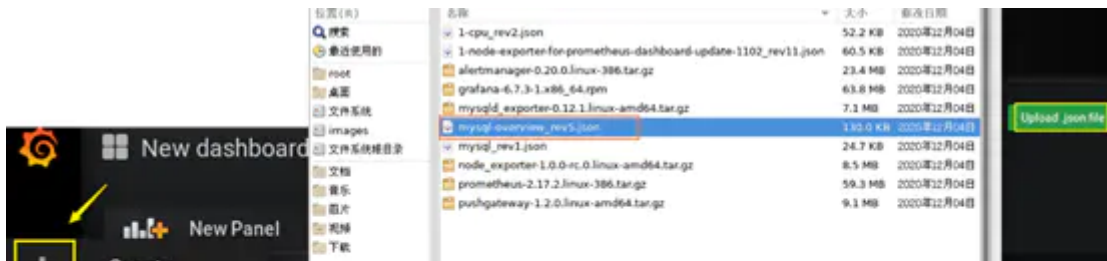 位置(R)
名称
大小
修改日期
搜索
1-cpu_rev2.json 52.2 KB 2020年12月04日
最近使用的
1-node-exporter-for-prometheus-dashboard-update-1102_rev11.json 60.5 KB 2020年12月04日
root
alertmanager-0.20.0.linux-386.tar.gz 23.4 MB 2020年12月04日
桌面
grafana-6.7.3-1.x86_64.rpm 63.8 MB 2020年12月04日
文件系统
mysqld_exporter-0.12.1.linux-amd64.tar.gz 7.1 MB 2020年12月04日
Upload .json file
images
mysql-overview_rev5.json 130.0 KB 2020年12月04日
New dashboard
文件系统根目录
mysql_rev1.json 24.7 KB 2020年12月04日
文档
node_exporter-1.0.0-rc.0.linux-amd64.tar.gz 8.5 MB 2020年12月04日
音乐
prometheus-2.17.2.linux-386.tar.gz 59.3 MB 2020年12月04日
图片
pushgateway-1.2.0.linux-amd64.tar.gz 9.1 MB 2020年12月04日
New Panel
视频
下载